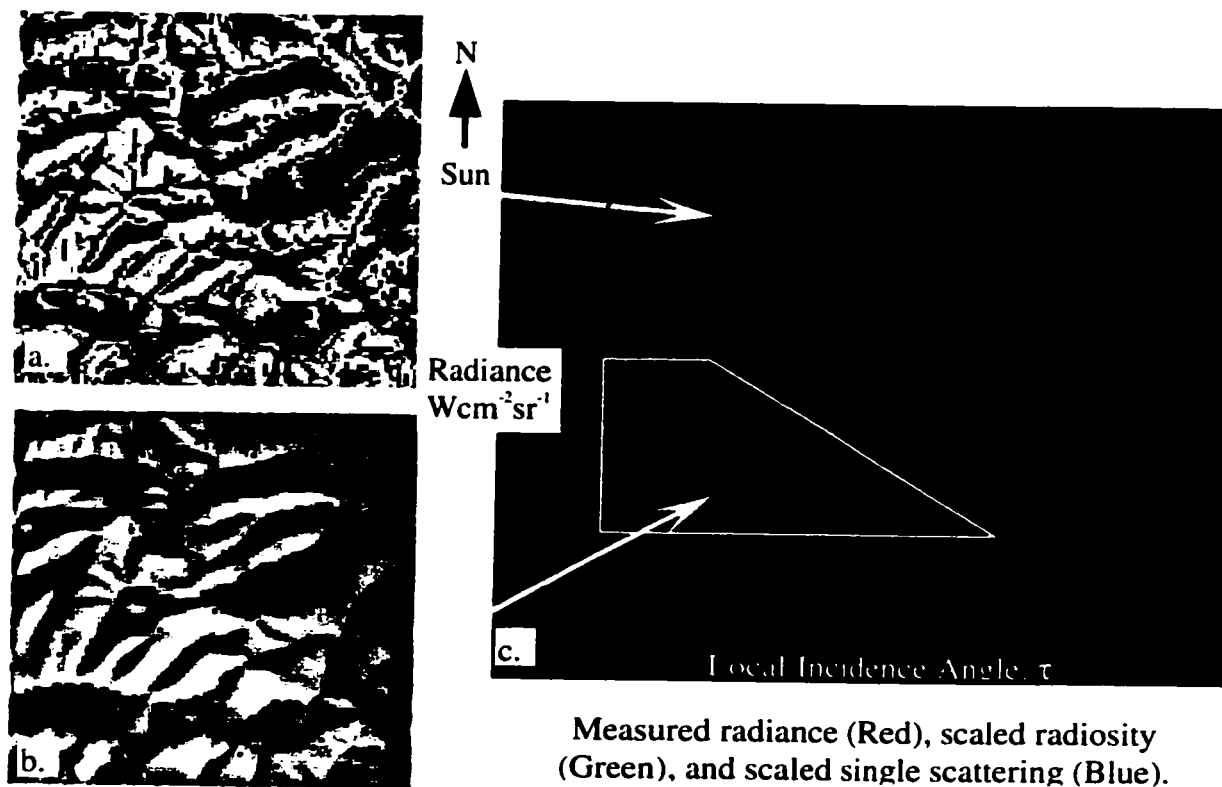 N
Sun
a.
Radiance
Wcm⁻²sr⁻¹
b.
c.
Local Incidence Angle, τ
Measured radiance (Red), scaled radiosity
(Green), and scaled single scattering (Blue).